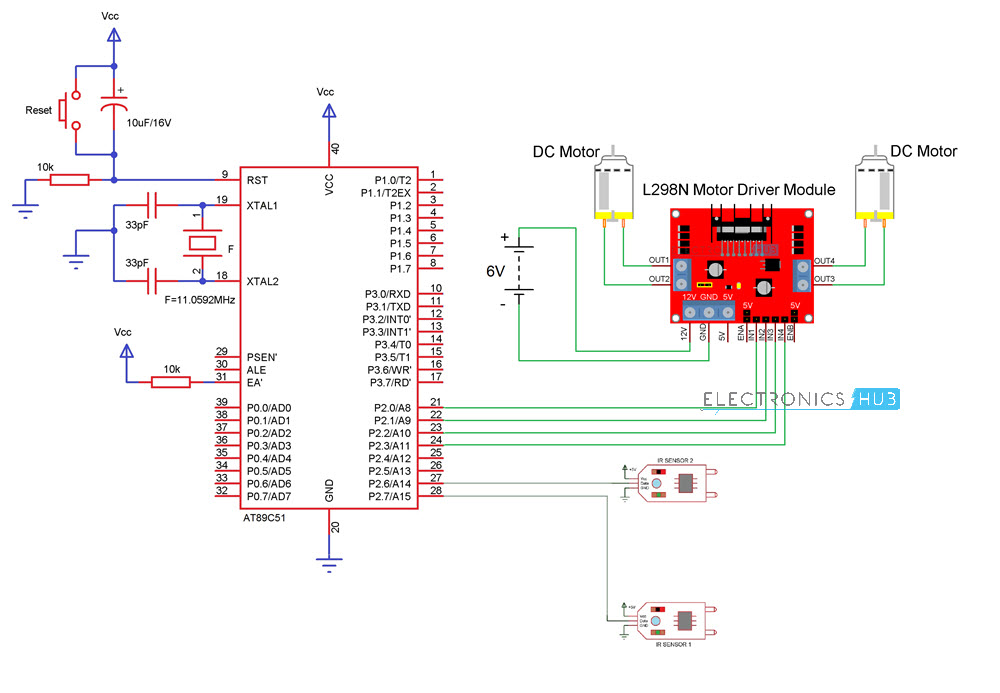 Vcc
Reset
+
10uF/16V
10k
33pF
33pF
1
2
F
F=11.0592MHz
Vcc
10k
Vcc
40
VCC
9 RST
19 XTAL1
18 XTAL2
29 PSEN'
30 ALE
31 EA'
39 P0.0/AD0
38 P0.1/AD1
37 P0.2/AD2
36 P0.3/AD3
35 P0.4/AD4
34 P0.5/AD5
33 P0.6/AD6
32 P0.7/AD7
P1.0/T2 1
P1.1/T2EX 2
P1.2 3
P1.3 4
P1.4 5
P1.5 6
P1.6 7
P1.7 8
P3.0/RXD 10
P3.1/TXD 11
P3.2/INT0' 12
P3.3/INT1' 13
P3.4/T0 14
P3.5/T1 15
P3.6/WR' 16
P3.7/RD' 17
P2.0/A8 21
P2.1/A9 22
P2.2/A10 23
P2.3/A11 24
P2.4/A12 25
P2.5/A13 26
P2.6/A14 27
P2.7/A15 28
GND
20
AT89C51
+
6V
-
DC Motor
DC Motor
L298N Motor Driver Module
OUT1
OUT2
OUT4
OUT3
12V GND 5V
5V
5V
12V
GND
5V
ENA
IN1
IN2
IN3
IN4
ENB
ELECTRONICS HUB
IR SENSOR 2
+5V
Vcc
Data
GND
+5V
Data
GND
IR SENSOR 1